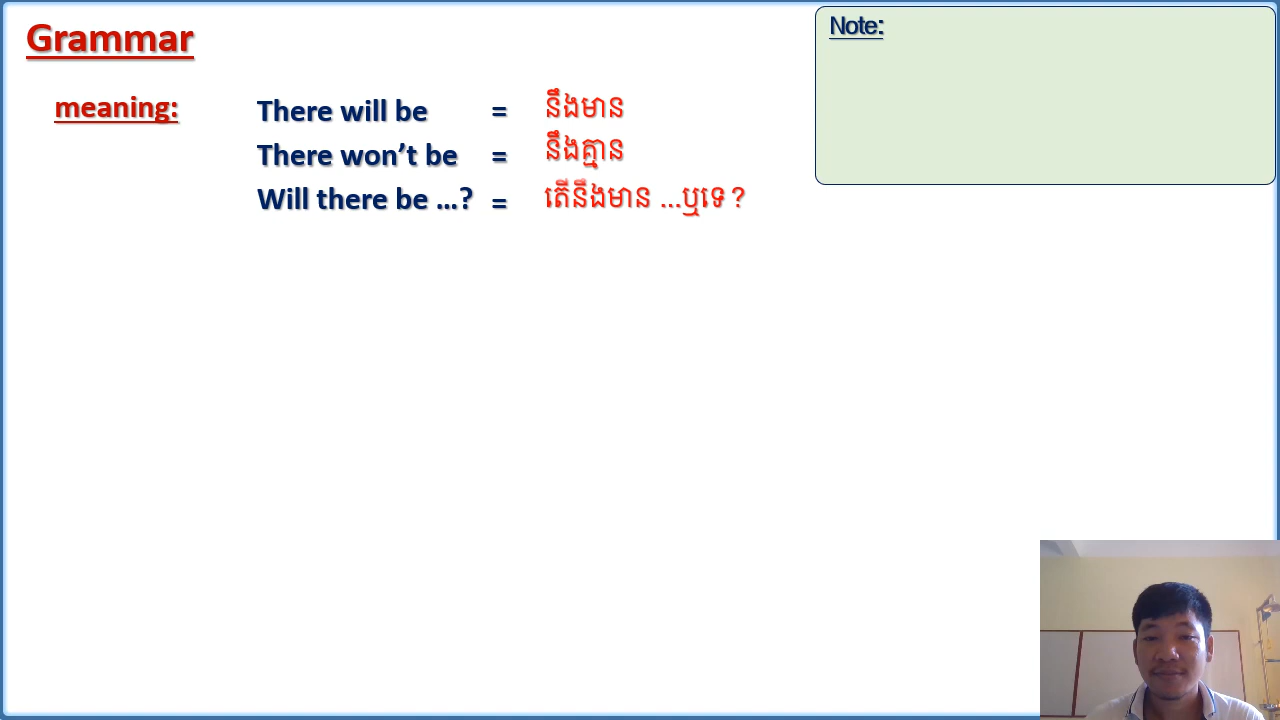 Grammar
Note:
meaning:
There will be = នឹងមាន
There won’t be = នឹងគ្មាន
Will there be ...? = តើនឹងមាន ...ឬទេ?